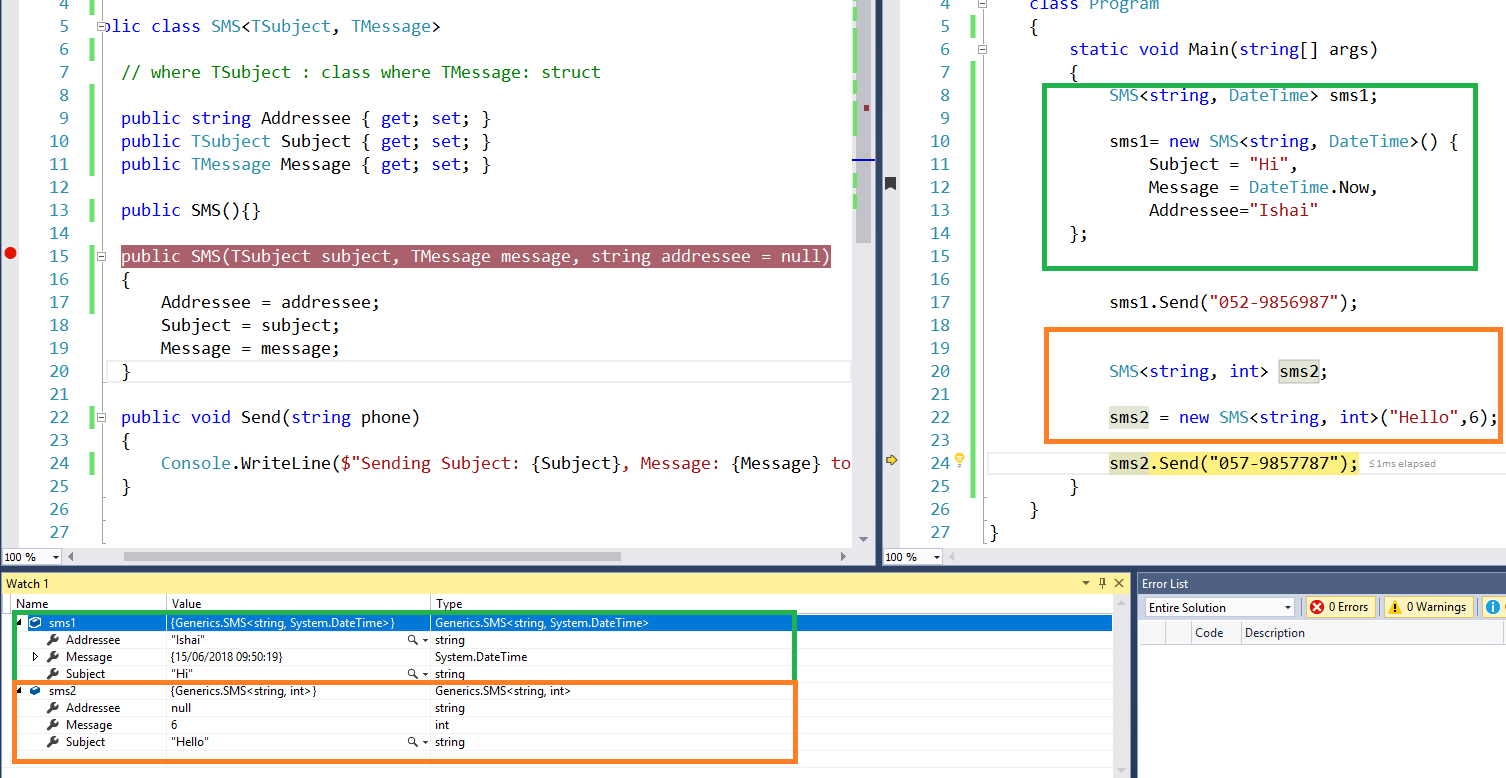 4
5 blic class SMS<TSubject, TMessage>
6
7 // where TSubject : class where TMessage: struct
8
9 public string Addressee { get; set; }
10 public TSubject Subject { get; set; }
11 public TMessage Message { get; set; }
12
13 public SMS(){}
14
15 public SMS(TSubject subject, TMessage message, string addressee = null)
16 {
17 Addressee = addressee;
18 Subject = subject;
19 Message = message;
20 }
21
22 public void Send(string phone)
23 {
24 Console.WriteLine($"Sending Subject: {Subject}, Message: {Message} to
25 }
26
27
100 %
4 class Program
5 {
6 static void Main(string[] args)
7 {
8 SMS<string, DateTime> sms1;
9
10 sms1= new SMS<string, DateTime>() {
11 Subject = "Hi",
12 Message = DateTime.Now,
13 Addressee="Ishai"
14 };
15
16
17 sms1.Send("052-9856987");
18
19
20 SMS<string, int> sms2;
21
22 sms2 = new SMS<string, int>("Hello",6);
23
24 sms2.Send("057-9857787"); ≤1ms elapsed
25 }
26 }
27 }
100 %
Watch 1
Name Value Type
sms1 {Generics.SMS<string, System.DateTime>} Generics.SMS<string, System.DateTime>
Addressee "Ishai" string
Message {15/06/2018 09:50:19} System.DateTime
Subject "Hi" string
sms2 {Generics.SMS<string, int>} Generics.SMS<string, int>
Addressee null string
Message 6 int
Subject "Hello" string
Error List
Entire Solution 0 Errors 0 Warnings
Code Description